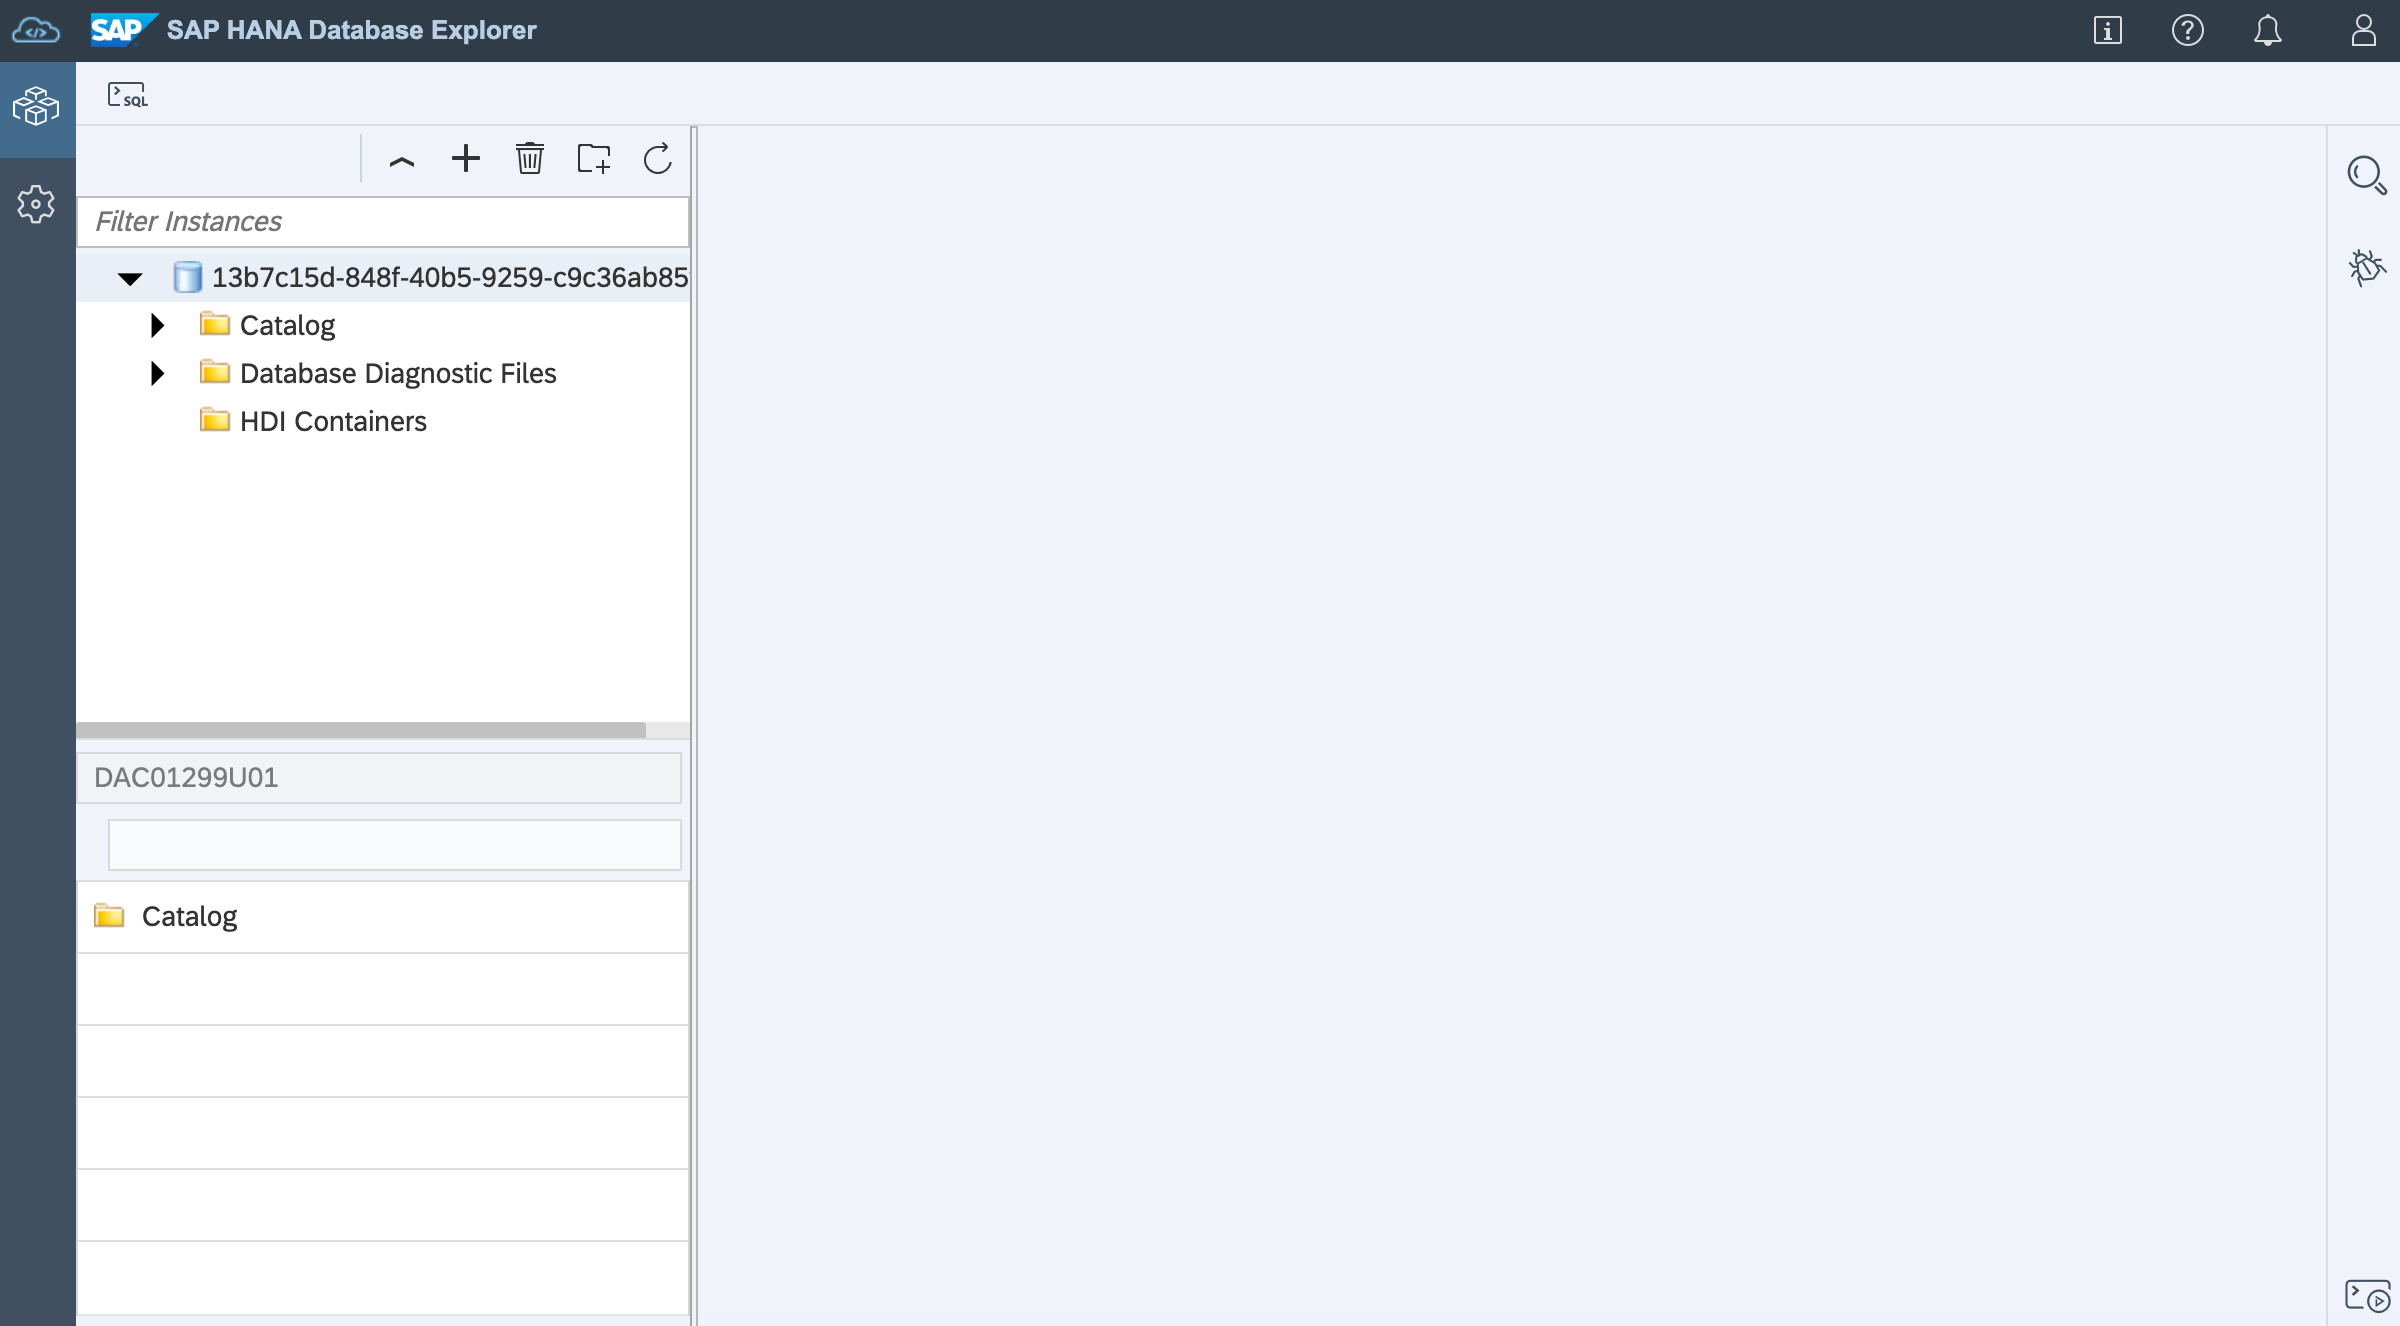 SAP SAP HANA Database Explorer
SQL
Filter Instances
13b7c15d-848f-40b5-9259-c9c36ab85
Catalog
Database Diagnostic Files
HDI Containers
DAC01299U01
Catalog